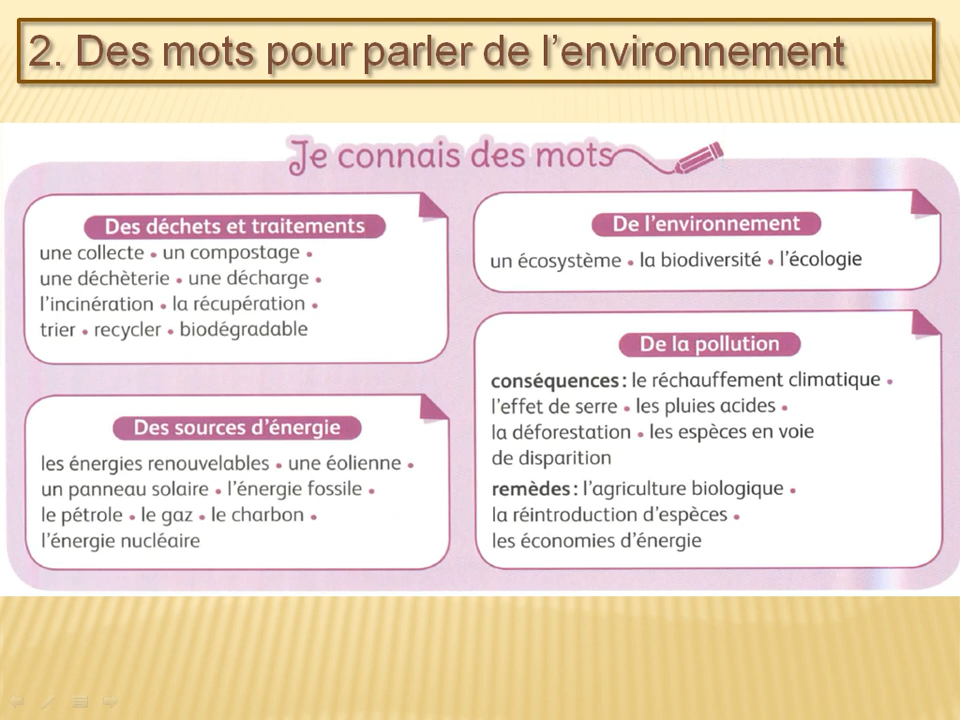 2. Des mots pour parler de l’environnement
Je connais des mots
Des déchets et traitements
une collecte • un compostage •
une déchèterie • une décharge •
l’incinération • la récupération •
trier • recycler • biodégradable
Des sources d’énergie
les énergies renouvelables • une éolienne •
un panneau solaire • l’énergie fossile •
le pétrole • le gaz • le charbon •
l’énergie nucléaire
De l’environnement
un écosystème • la biodiversité • l’écologie
De la pollution
conséquences : le réchauffement climatique •
l’effet de serre • les pluies acides •
la déforestation • les espèces en voie
de disparition
remèdes : l’agriculture biologique •
la réintroduction d’espèces •
les économies d’énergie